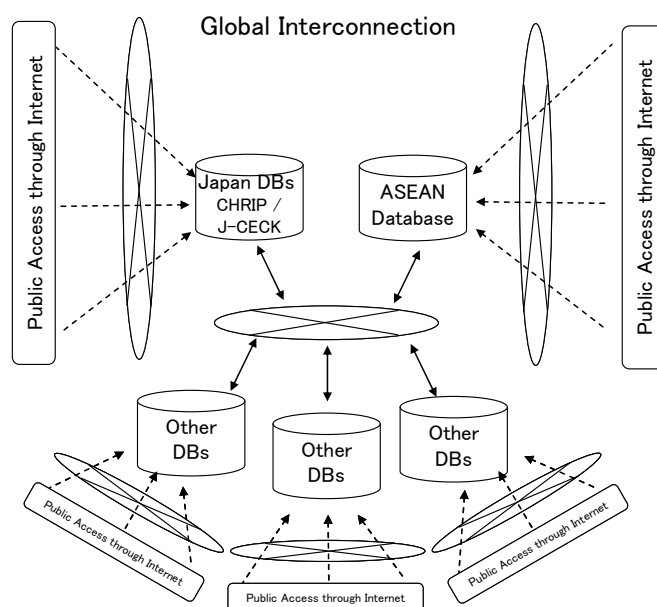 Global Interconnection
Public Access through Internet
Japan DBs
CHRIP /
J-CECK
ASEAN
Database
Public Access through Internet
Other
DBs
Other
DBs
Other
DBs
Public Access through Internet
Public Access through Internet
Public Access through Internet